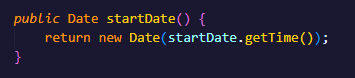 public Date startDate() {
    return new Date(startDate.getTime());
}